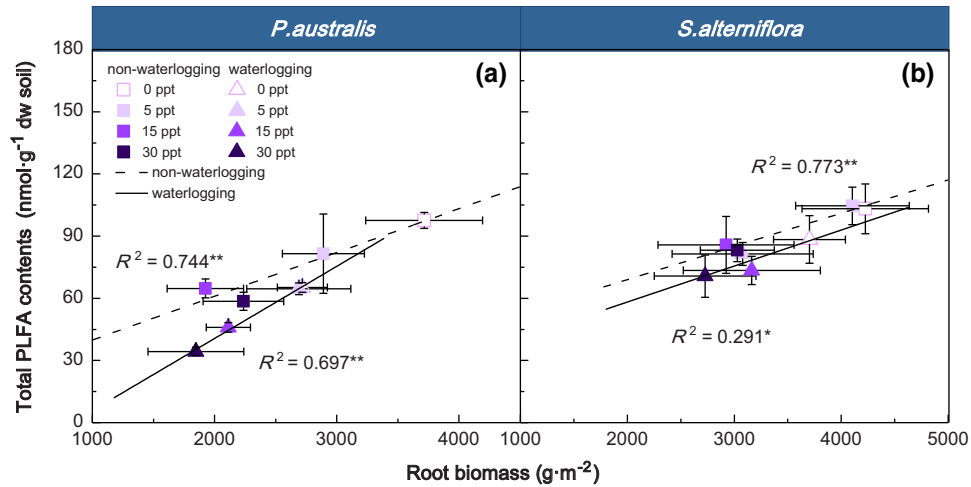 P.australis
S.alterniflora
Total PLFA contents (nmol·g⁻¹ dw soil)
180
150
120
90
60
30
0
non-waterlogging waterlogging
0 ppt 0 ppt
5 ppt 5 ppt
15 ppt 15 ppt
30 ppt 30 ppt
non-waterlogging
waterlogging
(a)
R² = 0.744**
R² = 0.697**
(b)
R² = 0.773**
R² = 0.291*
1000 2000 3000 4000 1000 2000 3000 4000 5000
Root biomass (g·m⁻²)